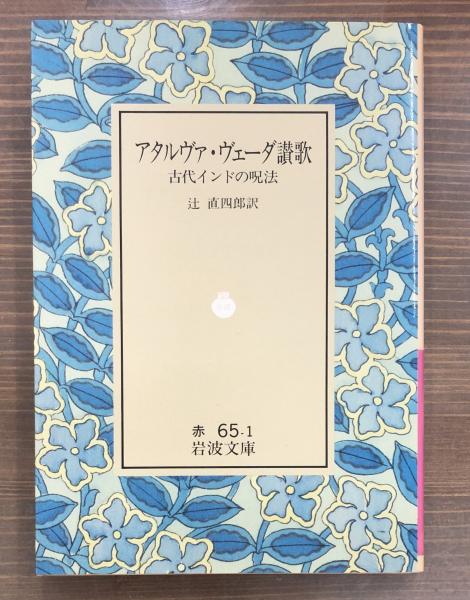 アタルヴァ・ヴェーダ讃歌
古代インドの呪法
辻 直四郎訳
赤 65-1
岩波文庫